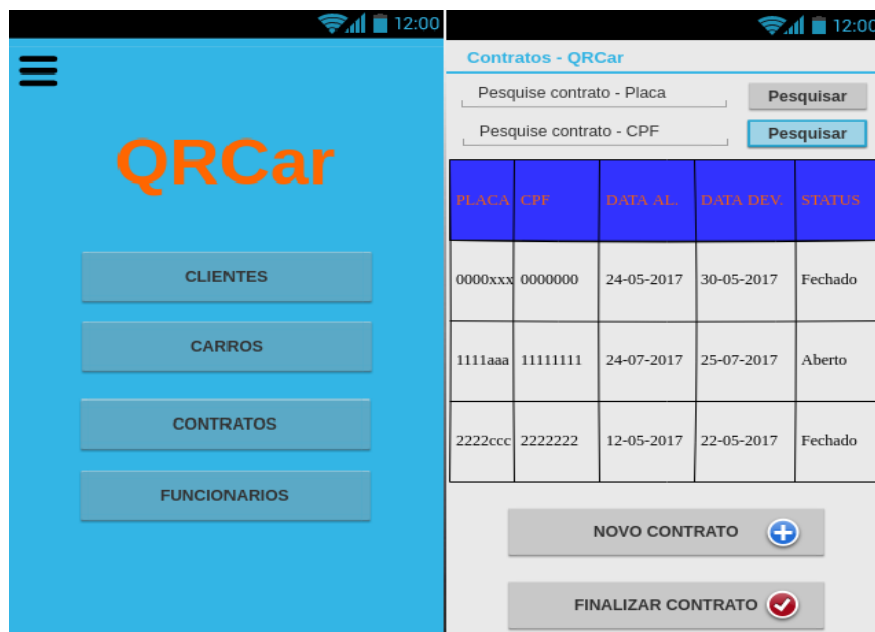 12:00
QRCar
CLIENTES
CARROS
CONTRATOS
FUNCIONARIOS
12:00
Contratos - QRCar
Pesquise contrato - Placa Pesquisar
Pesquise contrato - CPF Pesquisar
PLACA CPF DATA AL. DATA DEV. STATUS
0000xxx 0000000 24-05-2017 30-05-2017 Fechado
1111aaa 11111111 24-07-2017 25-07-2017 Aberto
2222ccc 2222222 12-05-2017 22-05-2017 Fechado
NOVO CONTRATO
FINALIZAR CONTRATO